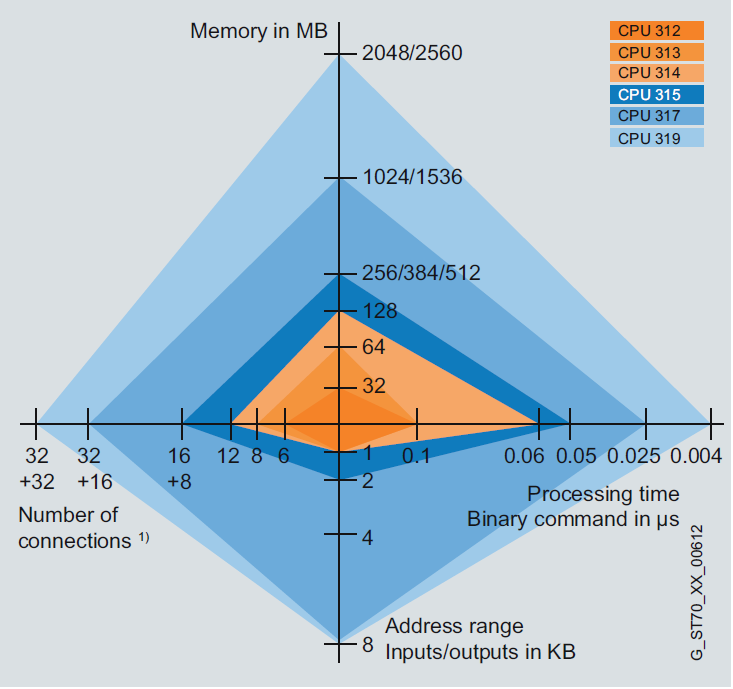 Memory in MB
CPU 312
CPU 313
CPU 314
CPU 315
CPU 317
CPU 319
2048/2560
1024/1536
256/384/512
128
64
32
32 32 16 12 8 6 1 0.1 0.06 0.05 0.025 0.004
+32 +16 +8
2
Processing time
Binary command in µs
Number of
connections ¹⁾
4
Address range
Inputs/outputs in KB
8
G_ST70_XX_00612